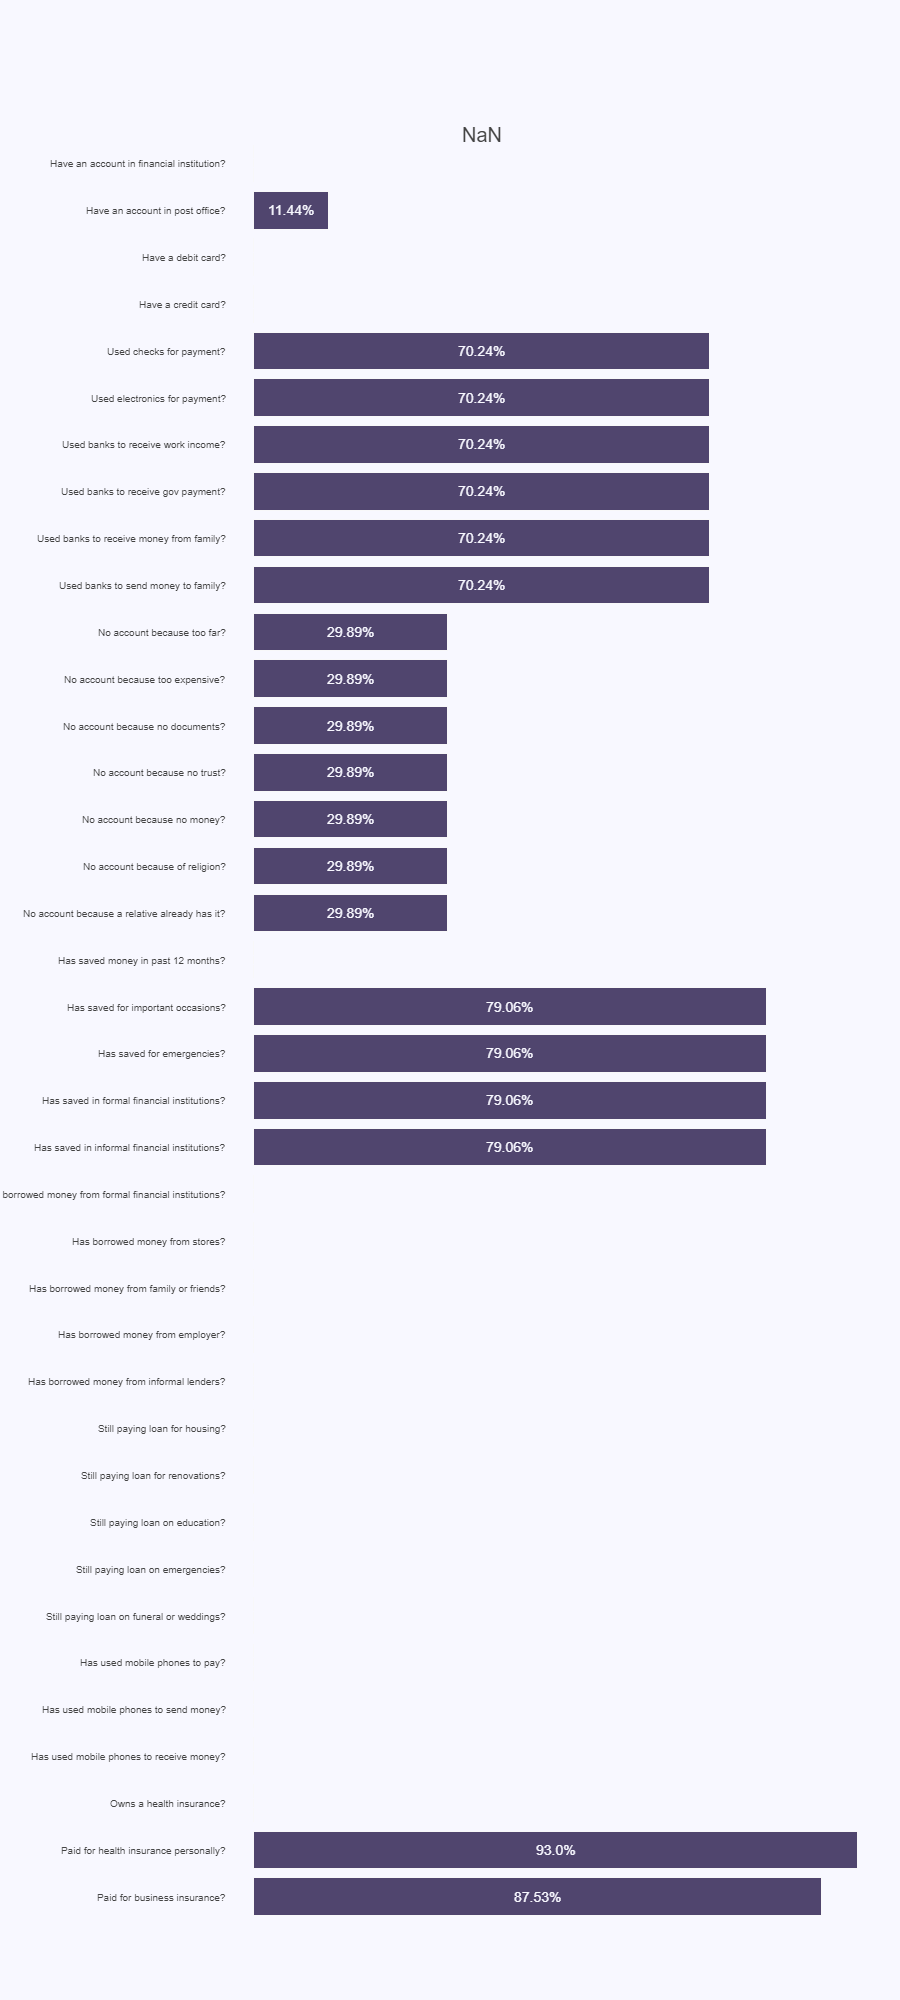 NaN
Have an account in financial institution?
Have an account in post office? 11.44%
Have a debit card?
Have a credit card?
Used checks for payment? 70.24%
Used electronics for payment? 70.24%
Used banks to receive work income? 70.24%
Used banks to receive gov payment? 70.24%
Used banks to receive money from family? 70.24%
Used banks to send money to family? 70.24%
No account because too far? 29.89%
No account because too expensive? 29.89%
No account because no documents? 29.89%
No account because no trust? 29.89%
No account because no money? 29.89%
No account because of religion? 29.89%
No account because a relative already has it? 29.89%
Has saved money in past 12 months?
Has saved for important occasions? 79.06%
Has saved for emergencies? 79.06%
Has saved in formal financial institutions? 79.06%
Has saved in informal financial institutions? 79.06%
borrowed money from formal financial institutions?
Has borrowed money from stores?
Has borrowed money from family or friends?
Has borrowed money from employer?
Has borrowed money from informal lenders?
Still paying loan for housing?
Still paying loan for renovations?
Still paying loan on education?
Still paying loan on emergencies?
Still paying loan on funeral or weddings?
Has used mobile phones to pay?
Has used mobile phones to send money?
Has used mobile phones to receive money?
Owns a health insurance?
Paid for health insurance personally? 93.0%
Paid for business insurance? 87.53%